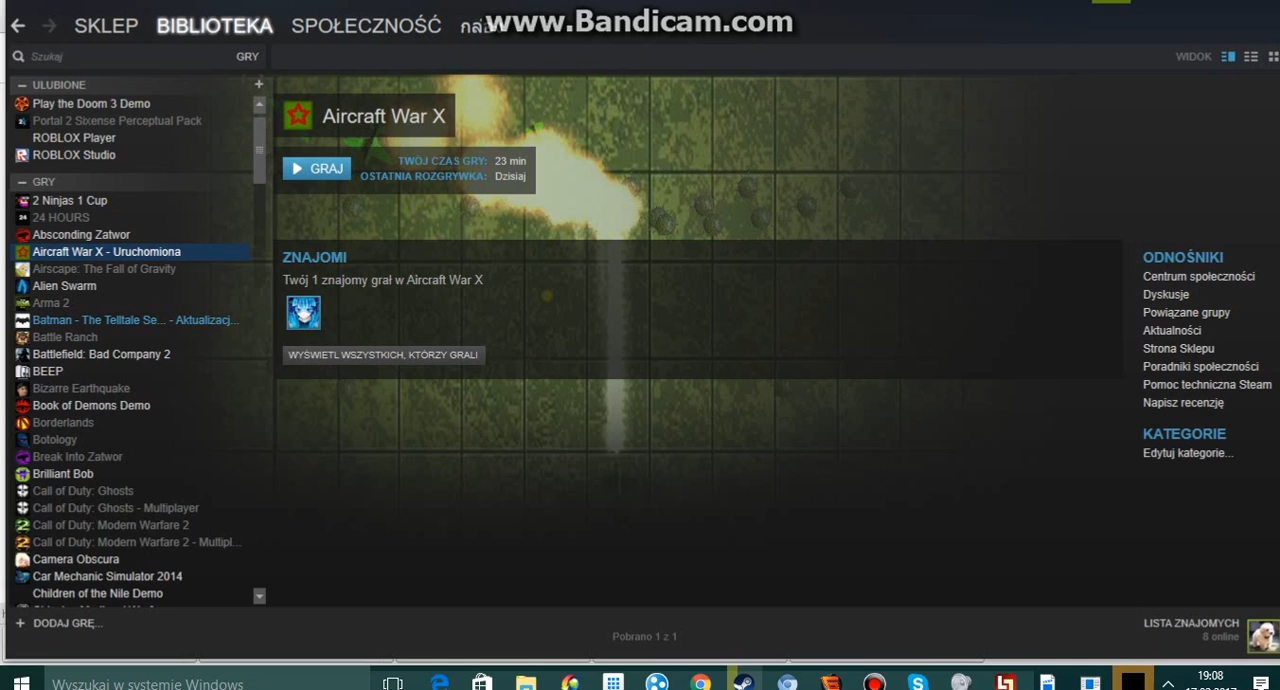 SKLEP BIBLIOTEKA SPOŁECZNOŚĆ
www.Bandicam.com
Szukaj GRY
WIDOK
— ULUBIONE +
Play the Doom 3 Demo
Portal 2 Sixense Perceptual Pack
ROBLOX Player
ROBLOX Studio
— GRY
2 Ninjas 1 Cup
24 HOURS
Absconding Zatwor
Aircraft War X - Uruchomiona
Airscape: The Fall of Gravity
Alien Swarm
Arma 2
Batman - The Telltale Se... - Aktualizacj...
Battle Ranch
Battlefield: Bad Company 2
BEEP
Bizarre Earthquake
Book of Demons Demo
Borderlands
Botology
Break Into Zatwor
Brilliant Bob
Call of Duty: Ghosts
Call of Duty: Ghosts - Multiplayer
Call of Duty: Modern Warfare 2
Call of Duty: Modern Warfare 2 - Multipl...
Camera Obscura
Car Mechanic Simulator 2014
Children of the Nile Demo
+ DODAJ GRĘ...
Aircraft War X
GRAJ
TWÓJ CZAS GRY: 23 min
OSTATNIA ROZGRYWKA: Dzisiaj
ZNAJOMI
Twój 1 znajomy grał w Aircraft War X
WYŚWIETL WSZYSTKICH, KTÓRZY GRALI
ODNOŚNIKI
Centrum społeczności
Dyskusje
Powiązane grupy
Aktualności
Strona Sklepu
Poradniki społeczności
Pomoc techniczna Steam
Napisz recenzję
KATEGORIE
Edytuj kategorie...
Pobrano 1 z 1
LISTA ZNAJOMYCH
8 online
Wyszukaj w systemie Windows
19:08